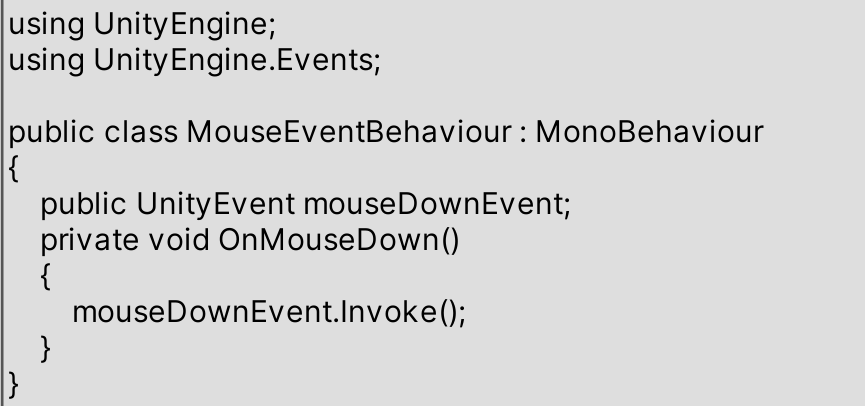 using UnityEngine;
using UnityEngine.Events;

public class MouseEventBehaviour : MonoBehaviour
{
    public UnityEvent mouseDownEvent;
    private void OnMouseDown()
    {
        mouseDownEvent.Invoke();
    }
}